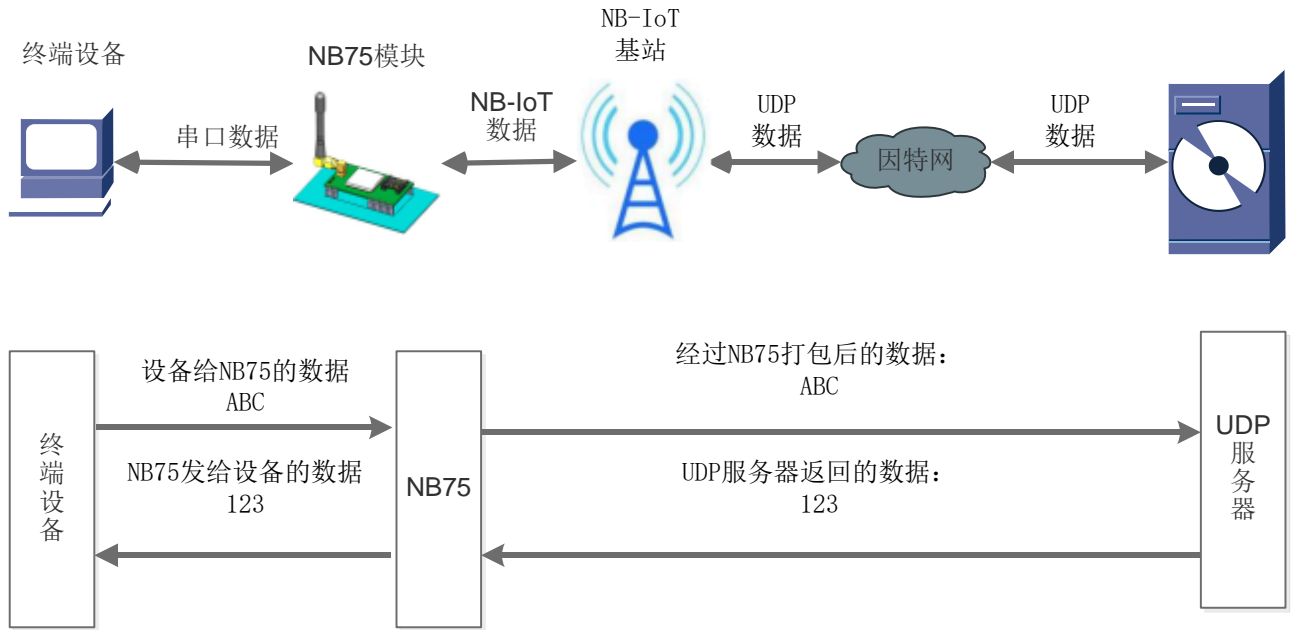 NB-IoT
基站
终端设备
NB75模块
串口数据
NB-IoT
数据
UDP
数据
因特网
UDP
数据
设备给NB75的数据
ABC
经过NB75打包后的数据：
ABC
终端设备
NB75发给设备的数据
123
NB75
UDP服务器返回的数据：
123
UDP
服务器